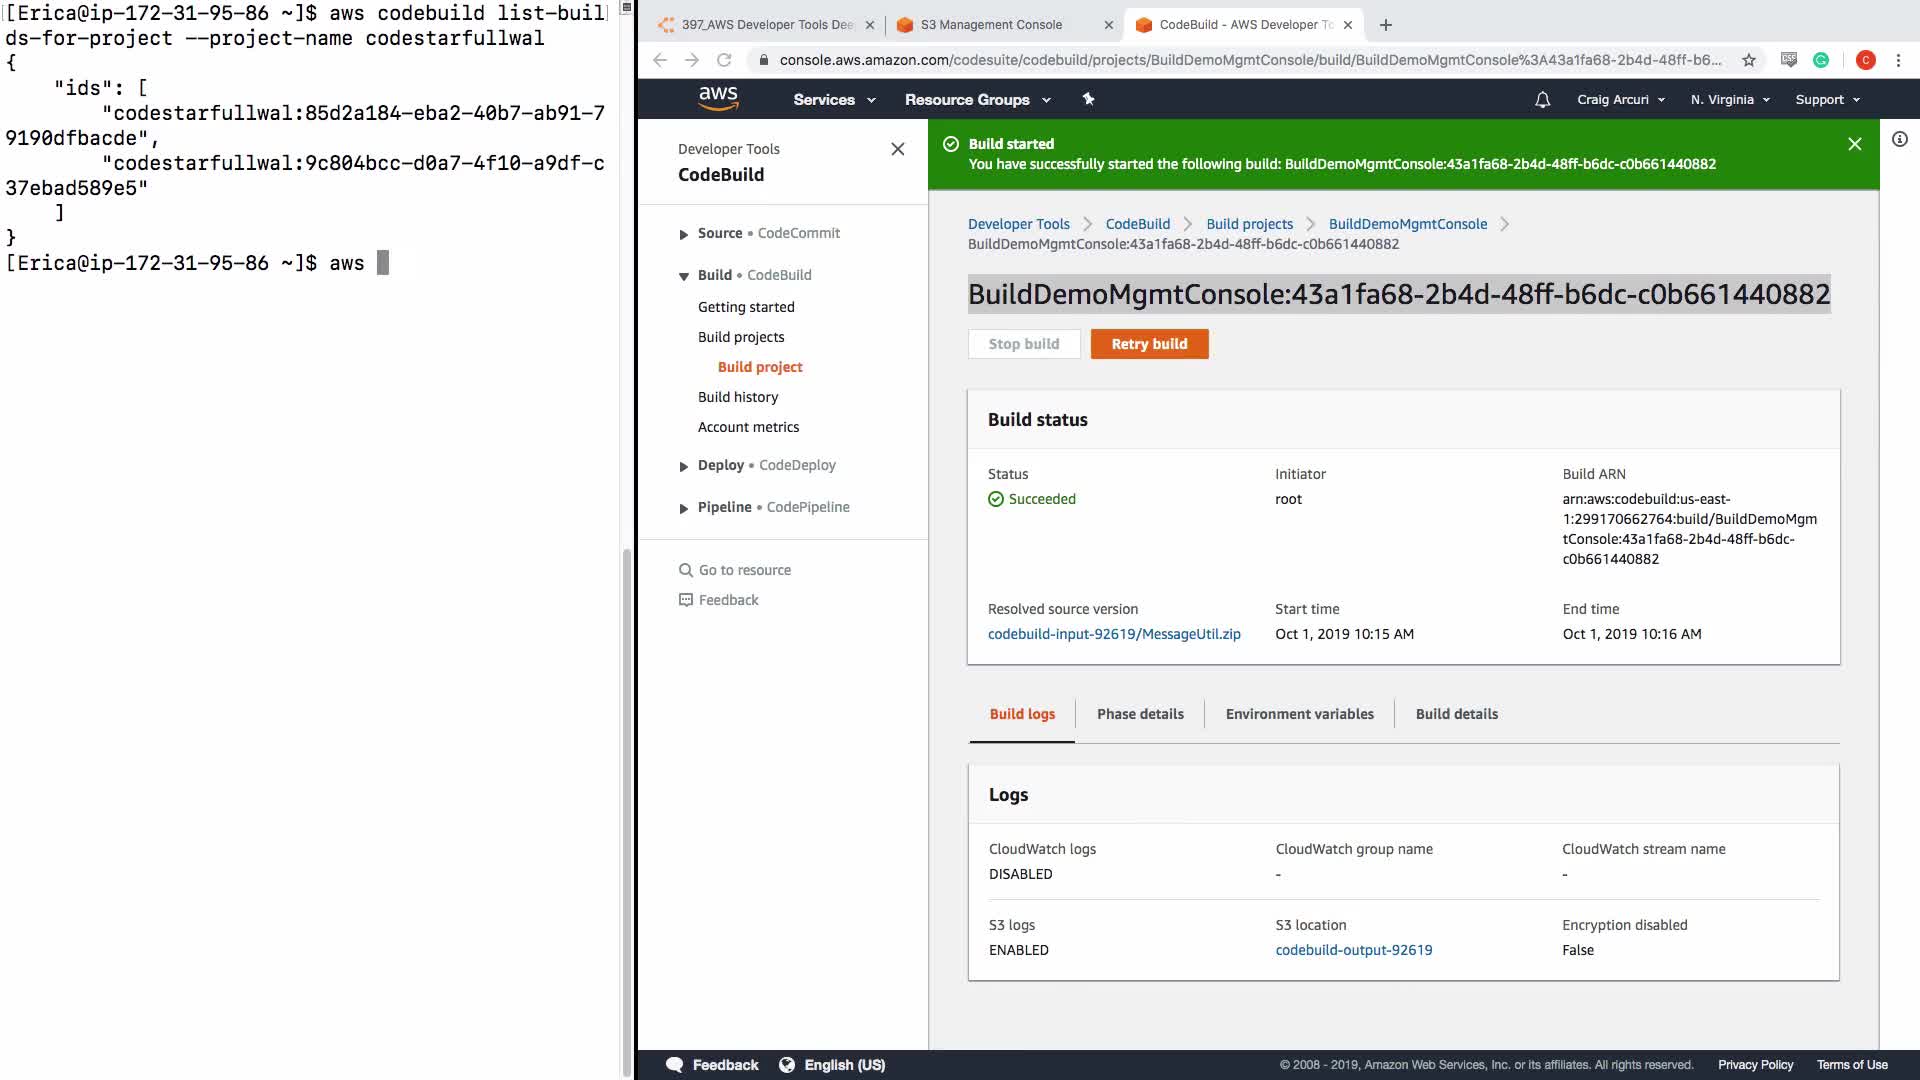 [Erica@ip-172-31-95-86 ~]$ aws codebuild list-buil
ds-for-project --project-name codestarfullwal
{
    "ids": [
        "codestarfullwal:85d2a184-eba2-40b7-ab91-7
9190dfbacde",
        "codestarfullwal:9c804bcc-d0a7-4f10-a9df-c
37ebad589e5"
    ]
}
[Erica@ip-172-31-95-86 ~]$ aws
397_AWS Developer Tools Dee
S3 Management Console
CodeBuild - AWS Developer To
console.aws.amazon.com/codesuite/codebuild/projects/BuildDemoMgmtConsole/build/BuildDemoMgmtConsole%3A43a1fa68-2b4d-48ff-b6...
C
aws
Services
Resource Groups
Craig Arcuri
N. Virginia
Support
Developer Tools
CodeBuild
Source • CodeCommit
Build • CodeBuild
Getting started
Build projects
Build project
Build history
Account metrics
Deploy • CodeDeploy
Pipeline • CodePipeline
Go to resource
Feedback
Build started
You have successfully started the following build: BuildDemoMgmtConsole:43a1fa68-2b4d-48ff-b6dc-c0b661440882
Developer Tools
CodeBuild
Build projects
BuildDemoMgmtConsole
BuildDemoMgmtConsole:43a1fa68-2b4d-48ff-b6dc-c0b661440882
BuildDemoMgmtConsole:43a1fa68-2b4d-48ff-b6dc-c0b661440882
Stop build
Retry build
Build status
Status
Succeeded
Initiator
root
Build ARN
arn:aws:codebuild:us-east-
1:299170662764:build/BuildDemoMgm
tConsole:43a1fa68-2b4d-48ff-b6dc-
c0b661440882
Resolved source version
codebuild-input-92619/MessageUtil.zip
Start time
Oct 1, 2019 10:15 AM
End time
Oct 1, 2019 10:16 AM
Build logs
Phase details
Environment variables
Build details
Logs
CloudWatch logs
DISABLED
CloudWatch group name
-
CloudWatch stream name
-
S3 logs
ENABLED
S3 location
codebuild-output-92619
Encryption disabled
False
Feedback
English (US)
© 2008 - 2019, Amazon Web Services, Inc. or its affiliates. All rights reserved.
Privacy Policy
Terms of Use